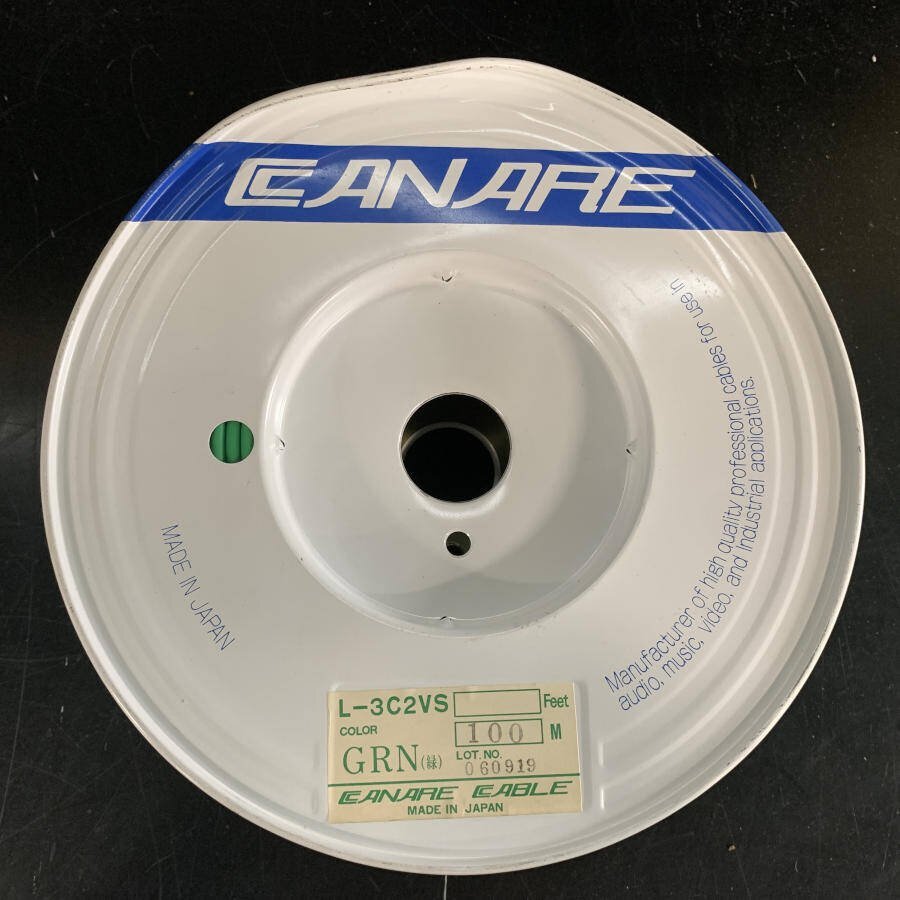 CANARE
Manufacturer of high quality professional cables for use in
audio, music, video, and industrial applications.
MADE IN JAPAN
L-3C2VS Feet
COLOR 100 M
GRN(緑) LOT. NO.
060919
CANARE CABLE
MADE IN JAPAN